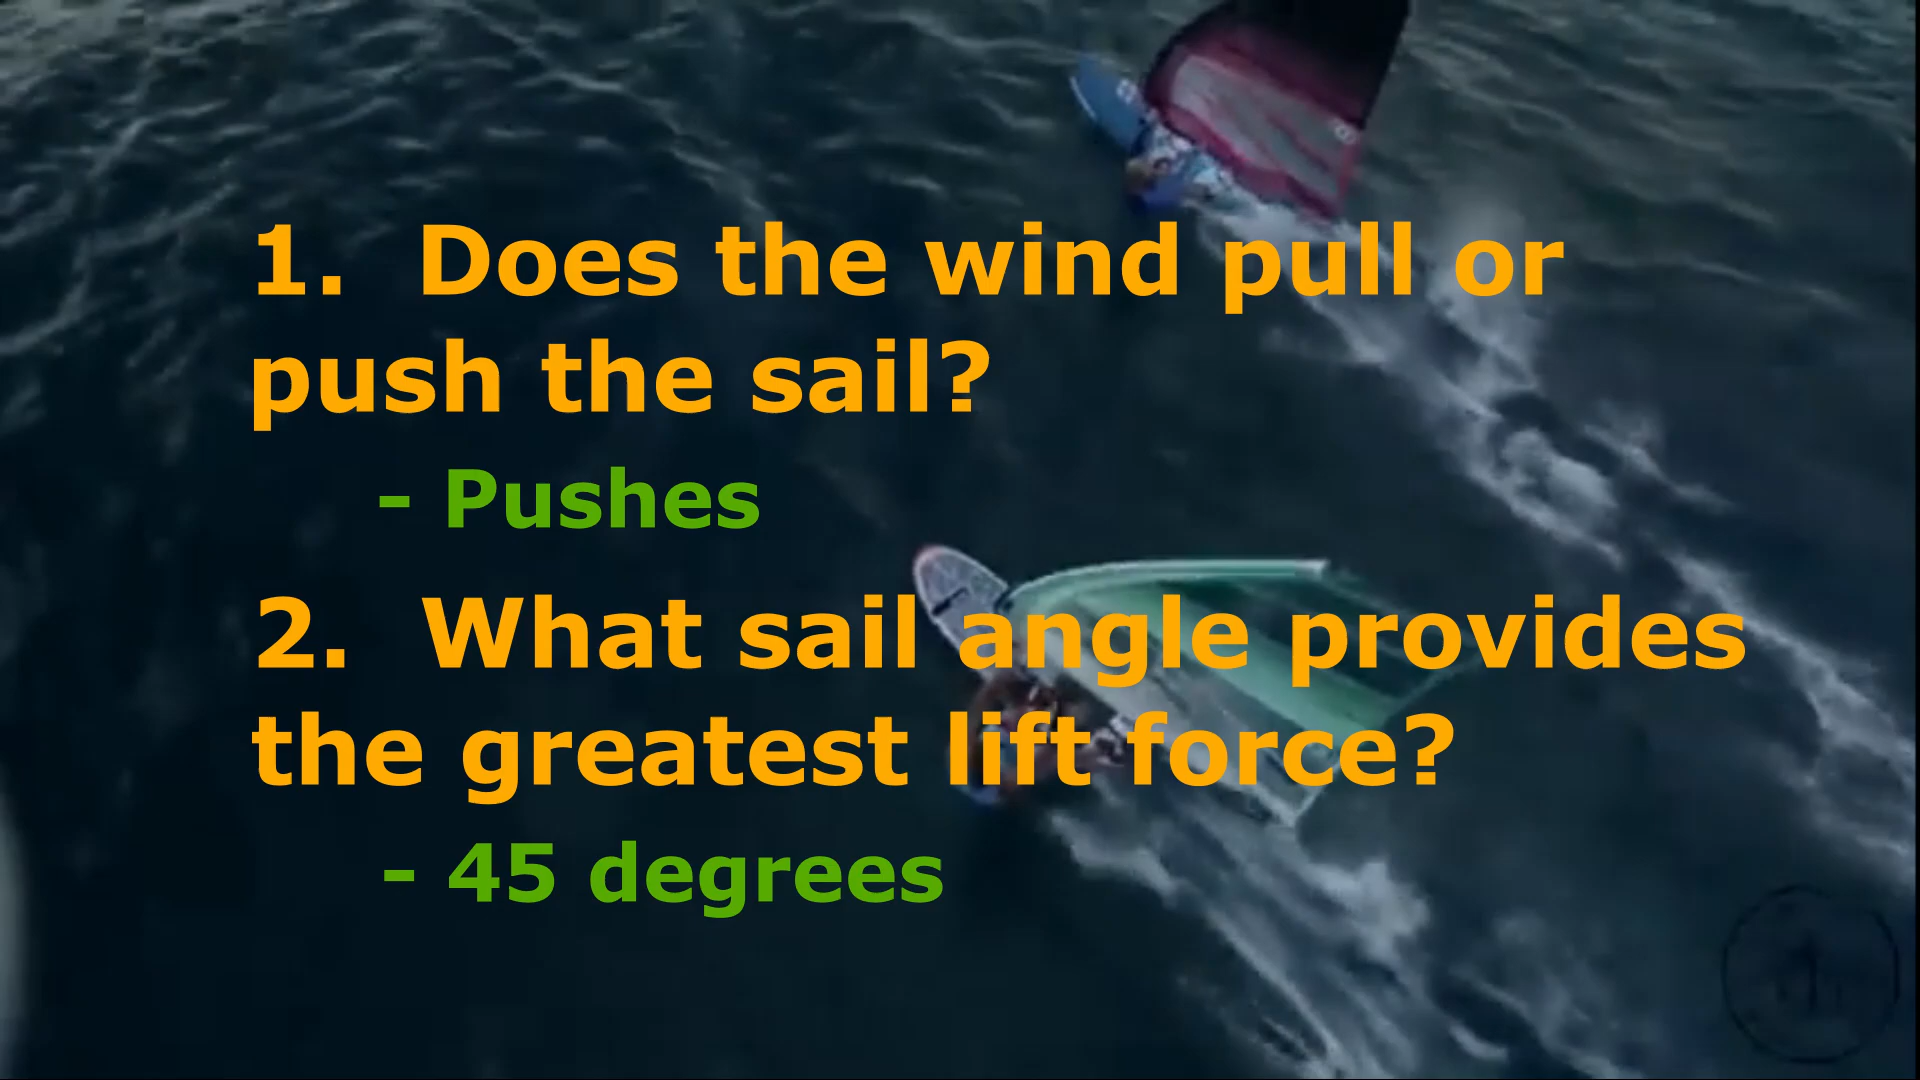 1. Does the wind pull or
push the sail?
- Pushes
2. What sail angle provides
the greatest lift force?
- 45 degrees